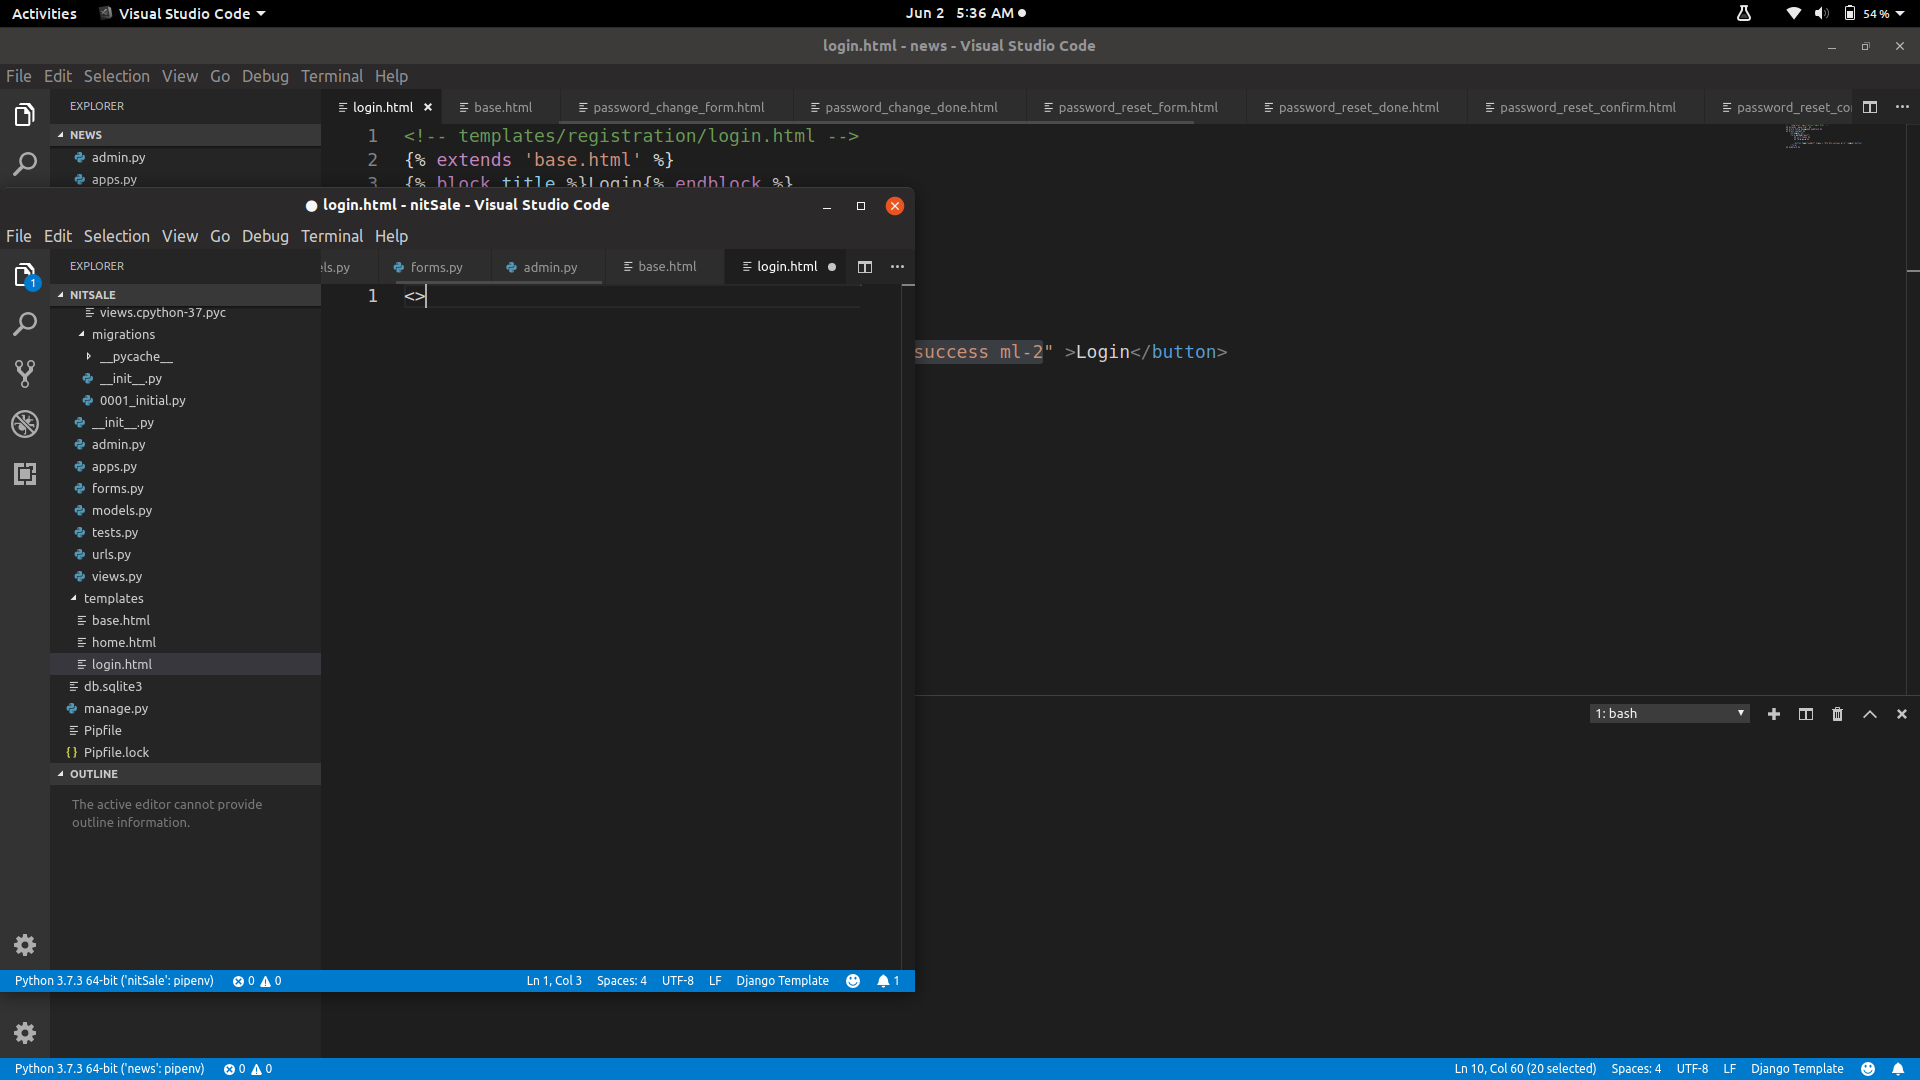 Activities Visual Studio Code Jun 2 5:36 AM 54 %
login.html - news - Visual Studio Code
File Edit Selection View Go Debug Terminal Help
EXPLORER login.html base.html password_change_form.html password_change_done.html password_reset_form.html password_reset_done.html password_reset_confirm.html password_reset_co
NEWS
admin.py
apps.py
1 <!-- templates/registration/login.html -->
2 {% extends 'base.html' %}
3 {% block title %}Login{% endblock %}
success ml-2" >Login</button>
1: bash
login.html - nitSale - Visual Studio Code
File Edit Selection View Go Debug Terminal Help
EXPLORER els.py forms.py admin.py base.html login.html
1
NITSALE
1 <>
views.cpython-37.pyc
migrations
__pycache__
__init__.py
0001_initial.py
__init__.py
admin.py
apps.py
forms.py
models.py
tests.py
urls.py
views.py
templates
base.html
home.html
login.html
db.sqlite3
manage.py
Pipfile
{} Pipfile.lock
OUTLINE
The active editor cannot provide
outline information.
Python 3.7.3 64-bit ('nitSale': pipenv) 0 0 Ln 1, Col 3 Spaces: 4 UTF-8 LF Django Template 1
Python 3.7.3 64-bit ('news': pipenv) 0 0 Ln 10, Col 60 (20 selected) Spaces: 4 UTF-8 LF Django Template